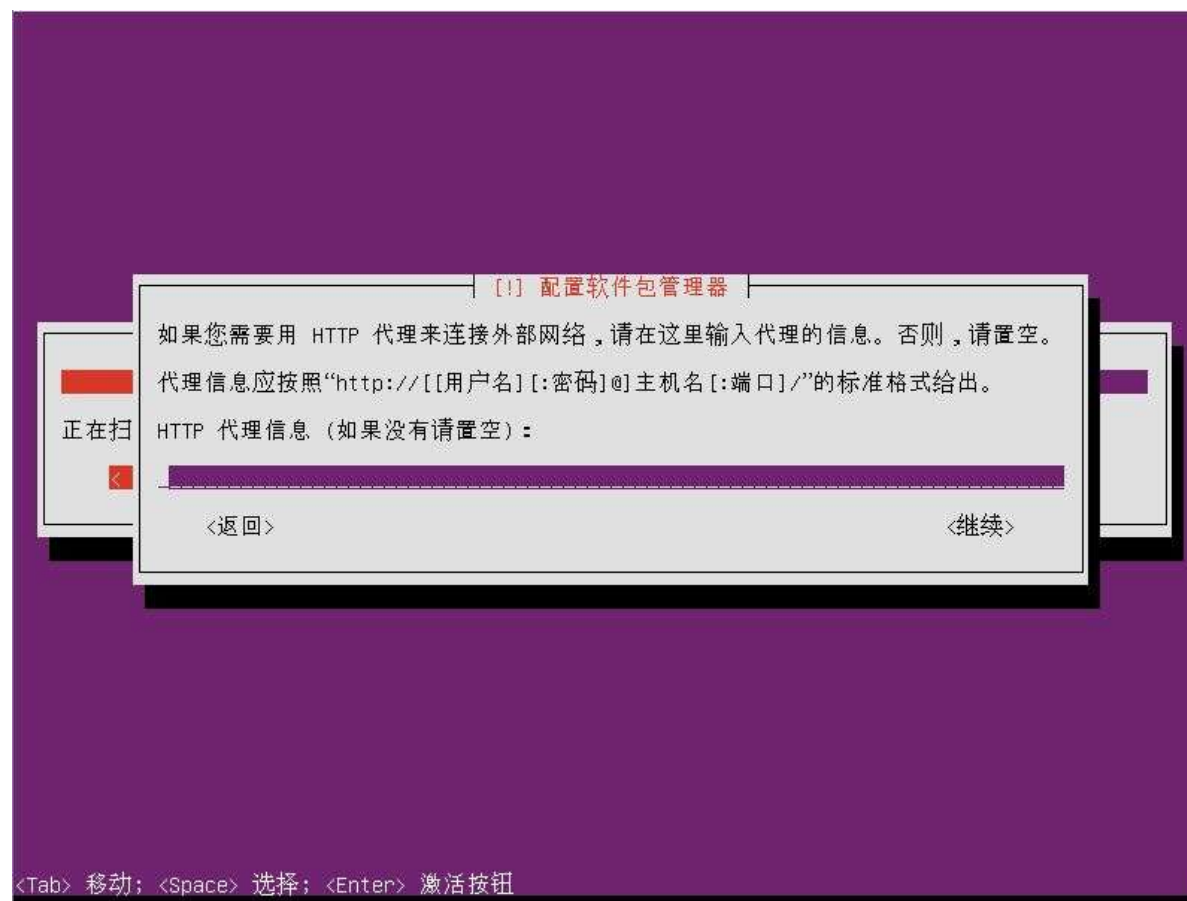 [!] 配置软件包管理器
如果您需要用 HTTP 代理来连接外部网络,请在这里输入代理的信息。否则,请置空。
代理信息应按照“http://[[用户名][:密码]@]主机名[:端口]/”的标准格式给出。
正在扫
HTTP 代理信息 (如果没有请置空):
<
<返回> <继续>
<Tab> 移动; <Space> 选择; <Enter> 激活按钮